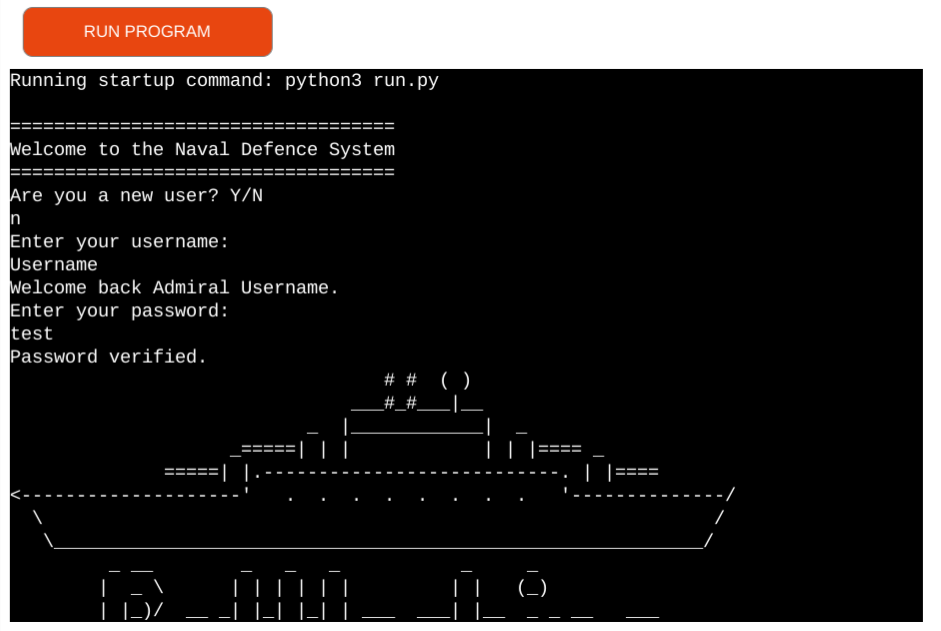 RUN PROGRAM
Running startup command: python3 run.py
===================================
Welcome to the Naval Defence System
===================================
Are you a new user? Y/N
n
Enter your username:
Username
Welcome back Admiral Username.
Enter your password:
test
Password verified.